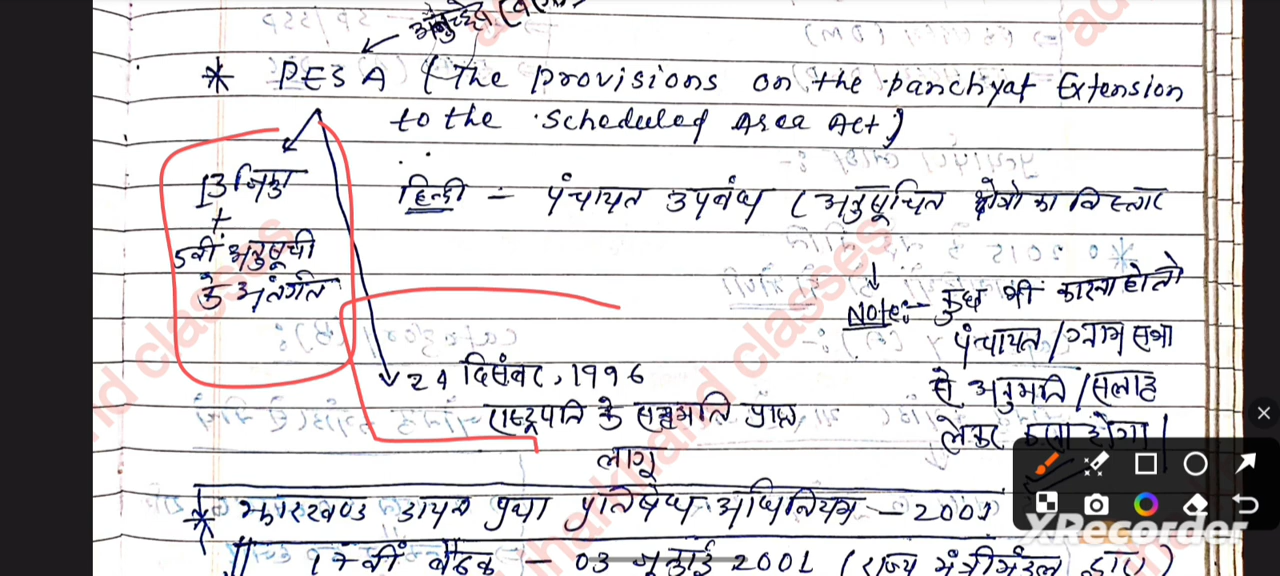 अनुच्छेद
* PESA (The provisions on the panchyat Extension
to the scheduled Area Act)
13 जिला
+
5वीं अनुसूची
के अंतर्गत
हिन्दी = पंचायत उपबंध (अनुसूचित क्षेत्रो का विस्तार
Note:- कुछ भी करना हो तो
पंचायत/ग्राम सभा
से अनुमति/सलाह
लेकर करना होगा।
24 दिसंबर, 1996
राष्ट्रपति के सहमति प्राप्त
लागू
* झारखण्ड डायन प्रथा प्रतिषेध अधिनियम - 2001
17 वीं बैठक - 03 जुलाई 2001 (राज्य मंत्रीमंडल द्वारा)
XRecorder